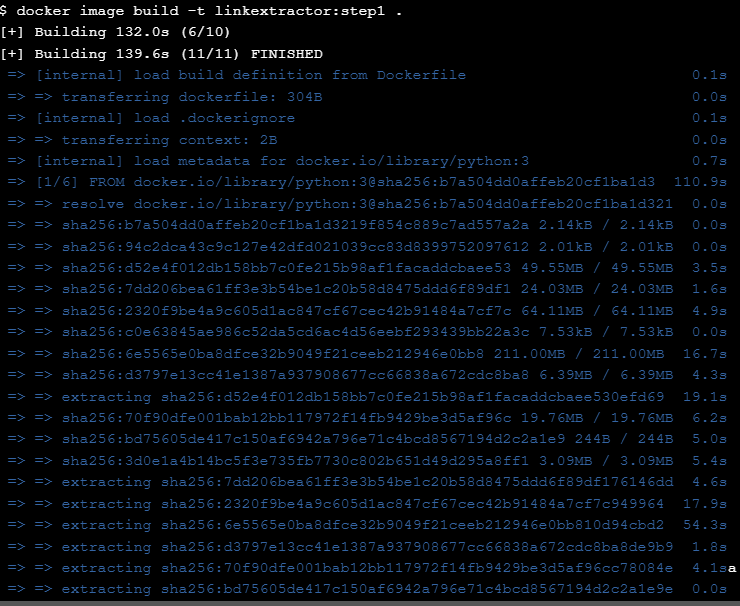 $ docker image build -t linkextractor:step1 .
[+] Building 132.0s (6/10)
[+] Building 139.6s (11/11) FINISHED
=> [internal] load build definition from Dockerfile 0.1s
=> => transferring dockerfile: 304B 0.0s
=> [internal] load .dockerignore 0.1s
=> => transferring context: 2B 0.0s
=> [internal] load metadata for docker.io/library/python:3 0.7s
=> [1/6] FROM docker.io/library/python:3@sha256:b7a504dd0affeb20cf1ba1d3 110.9s
=> => resolve docker.io/library/python:3@sha256:b7a504dd0affeb20cf1ba1d321 0.0s
=> => sha256:b7a504dd0affeb20cf1ba1d3219f854c889c7ad557a2a 2.14kB / 2.14kB 0.0s
=> => sha256:94c2dca43c9c127e42dfd021039cc83d8399752097612 2.01kB / 2.01kB 0.0s
=> => sha256:d52e4f012db158bb7c0fe215b98af1facaddcbaee53 49.55MB / 49.55MB 3.5s
=> => sha256:7dd206bea61ff3e3b54be1c20b58d8475ddd6f89df1 24.03MB / 24.03MB 1.6s
=> => sha256:2320f9be4a9c605d1ac847cf67cec42b91484a7cf7c 64.11MB / 64.11MB 4.9s
=> => sha256:c0e63845ae986c52da5cd6ac4d56eebf293439bb22a3c 7.53kB / 7.53kB 0.0s
=> => sha256:6e5565e0ba8dfce32b9049f21ceeb212946e0bb8 211.00MB / 211.00MB 16.7s
=> => sha256:d3797e13cc41e1387a937908677cc66838a672cdc8ba8 6.39MB / 6.39MB 4.3s
=> => extracting sha256:d52e4f012db158bb7c0fe215b98af1facaddcbaee530efd69 19.1s
=> => sha256:70f90dfe001bab12bb117972f14fb9429be3d5af96c 19.76MB / 19.76MB 6.2s
=> => sha256:bd75605de417c150af6942a796e71c4bcd8567194d2c2a1e9 244B / 244B 5.0s
=> => sha256:3d0e1a4b14bc5f3e735fb7730c802b651d49d295a8ff1 3.09MB / 3.09MB 5.4s
=> => extracting sha256:7dd206bea61ff3e3b54be1c20b58d8475ddd6f89df176146dd 4.6s
=> => extracting sha256:2320f9be4a9c605d1ac847cf67cec42b91484a7cf7c949964 17.9s
=> => extracting sha256:6e5565e0ba8dfce32b9049f21ceeb212946e0bb810d94cbd2 54.3s
=> => extracting sha256:d3797e13cc41e1387a937908677cc66838a672cdc8ba8de9b9 1.8s
=> => extracting sha256:70f90dfe001bab12bb117972f14fb9429be3d5af96cc78084e 4.1sa
=> => extracting sha256:bd75605de417c150af6942a796e71c4bcd8567194d2c2a1e9e 0.0s